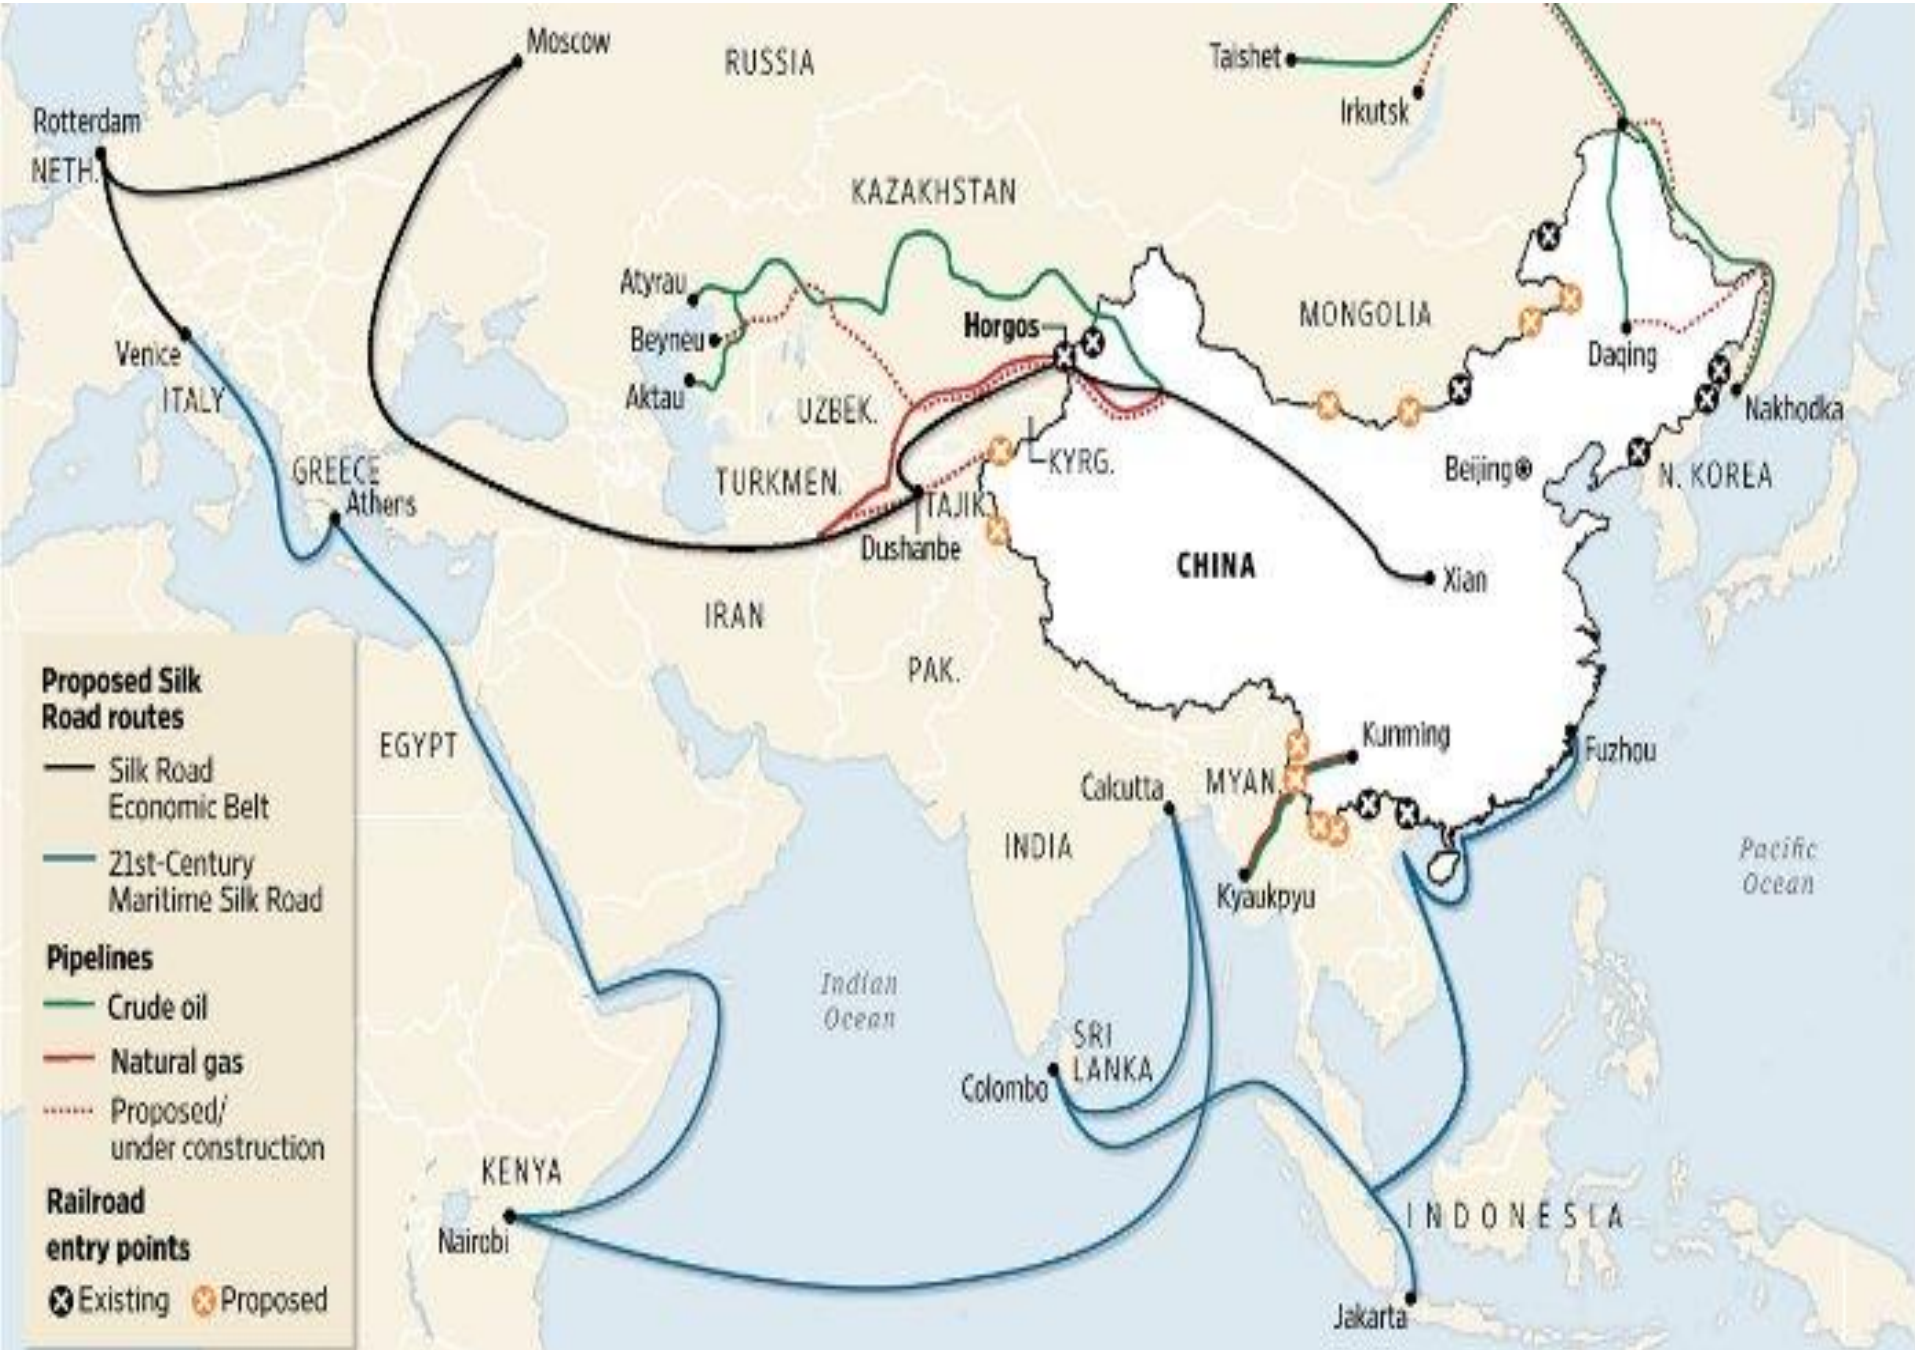 Moscow
RUSSIA
Taishet
Irkutsk
Rotterdam
NETH.
KAZAKHSTAN
Atyrau
Beyneu
Aktau
Horgos
MONGOLIA
Daqing
Nakhodka
Venice
ITALY
UZBEK.
GREECE
Athens
TURKMEN.
KYRG.
Beijing
N. KOREA
TAJIK.
Dushanbe
CHINA
Xian
IRAN
PAK.
EGYPT
Kunming
Fuzhou
Calcutta
MYAN.
INDIA
Kyaukpyu
Pacific
Ocean
Indian
Ocean
SRI
LANKA
Colombo
KENYA
Nairobi
INDONESIA
Jakarta
Proposed Silk
Road routes
Silk Road
Economic Belt
21st-Century
Maritime Silk Road
Pipelines
Crude oil
Natural gas
Proposed/
under construction
Railroad
entry points
Existing Proposed